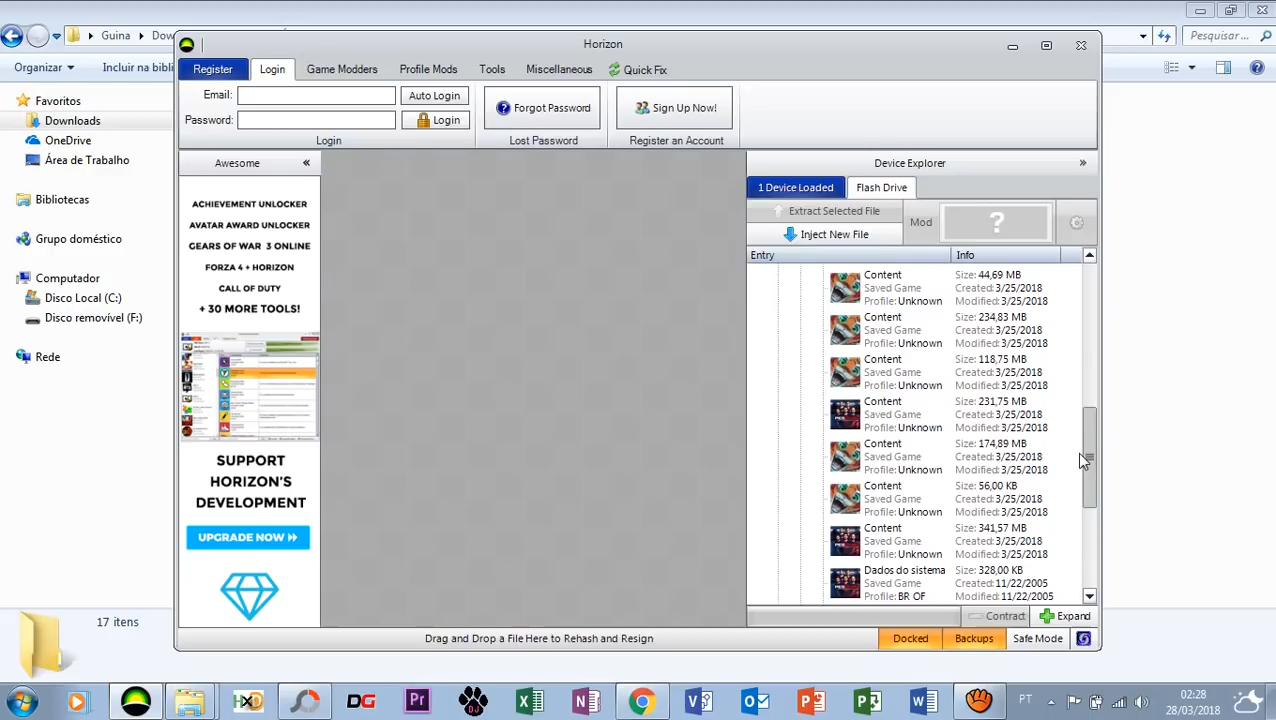 Guina
Dow
Pesquisar ...
Horizon
Organizar
Incluir na bibli
Register
Login
Game Modders
Profile Mods
Tools
Miscellaneous
Quick Fix
Favoritos
Downloads
OneDrive
Área de Trabalho
Bibliotecas
Grupo doméstico
Computador
Disco Local (C:)
Disco removível (F:)
Rede
17 itens
Email:
Auto Login
Password:
Login
Login
Forgot Password
Lost Password
Sign Up Now!
Register an Account
Awesome «
ACHIEVEMENT UNLOCKER
AVATAR AWARD UNLOCKER
GEARS OF WAR 3 ONLINE
FORZA 4 + HORIZON
CALL OF DUTY
+ 30 MORE TOOLS!
SUPPORT
HORIZON'S
DEVELOPMENT
UPGRADE NOW
Device Explorer »
1 Device Loaded
Flash Drive
Extract Selected File
Inject New File
Mod
?
Entry Info
Content Size: 44,69 MB
Saved Game Created: 3/25/2018
Profile: Unknown Modified: 3/25/2018
Content Size: 234,83 MB
Saved Game Created: 3/25/2018
Profile: Unknown Modified: 3/25/2018
Content Size: 118,75 MB
Saved Game Created: 3/25/2018
Profile: Unknown Modified: 3/25/2018
Content Size: 231,75 MB
Saved Game Created: 3/25/2018
Profile: Unknown Modified: 3/25/2018
Content Size: 174,89 MB
Saved Game Created: 3/25/2018
Profile: Unknown Modified: 3/25/2018
Content Size: 56,00 KB
Saved Game Created: 3/25/2018
Profile: Unknown Modified: 3/25/2018
Content Size: 341,57 MB
Saved Game Created: 3/25/2018
Profile: Unknown Modified: 3/25/2018
Dados do sistema Size: 328,00 KB
Saved Game Created: 11/22/2005
Profile: BR OF Modified: 11/22/2005
Contract
Expand
Drag and Drop a File Here to Rehash and Resign
Docked
Backups
Safe Mode
HXD
DG
Pr
DJ
PT
02:28
28/03/2018